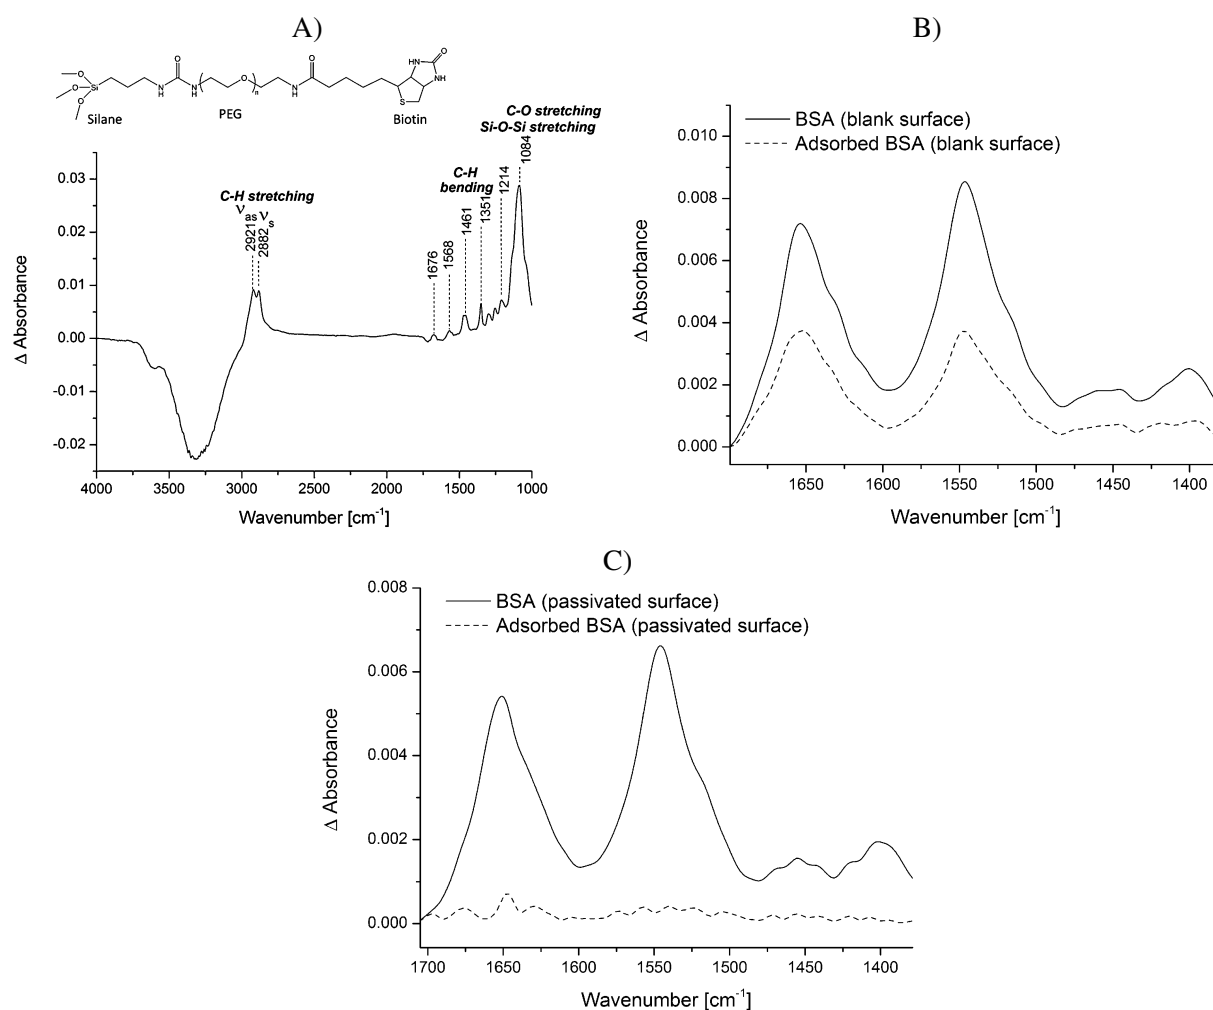 A)
B)
O
O
O
Si
O
O
N
H
N
H
O
n
N
H
O
HN
O
NH
S
Silane
PEG
Biotin
C-O stretching
Si-O-Si stretching
1084
C-H
bending
1214
1351
1461
1568
1676
C-H stretching
νas νs
2921
2882
0.03
0.02
0.01
0.00
-0.01
-0.02
Δ Absorbance
4000 3500 3000 2500 2000 1500 1000
Wavenumber [cm-1]
BSA (blank surface)
Adsorbed BSA (blank surface)
0.010
0.008
0.006
0.004
0.002
0.000
Δ Absorbance
1650 1600 1550 1500 1450 1400
Wavenumber [cm-1]
C)
BSA (passivated surface)
Adsorbed BSA (passivated surface)
0.008
0.006
0.004
0.002
0.000
Δ Absorbance
1700 1650 1600 1550 1500 1450 1400
Wavenumber [cm-1]